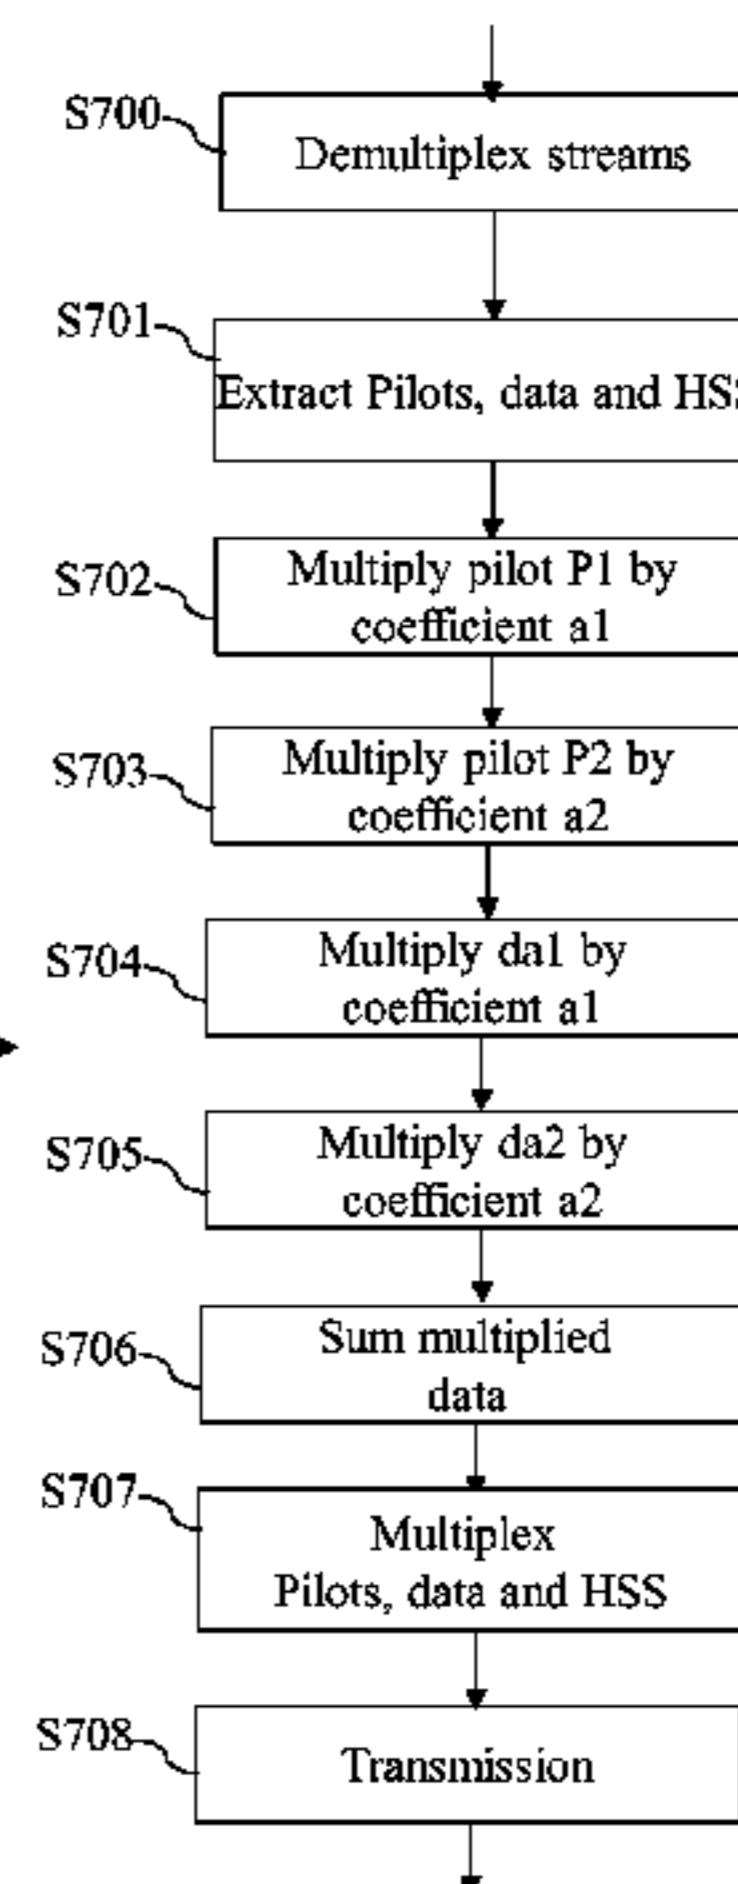 S700
Demultiplex streams
S701
Extract Pilots, data and HSS
S702
Multiply pilot P1 by
coefficient a1
S703
Multiply pilot P2 by
coefficient a2
S704
Multiply da1 by
coefficient a1
S705
Multiply da2 by
coefficient a2
S706
Sum multiplied
data
S707
Multiplex
Pilots, data and HSS
S708
Transmission